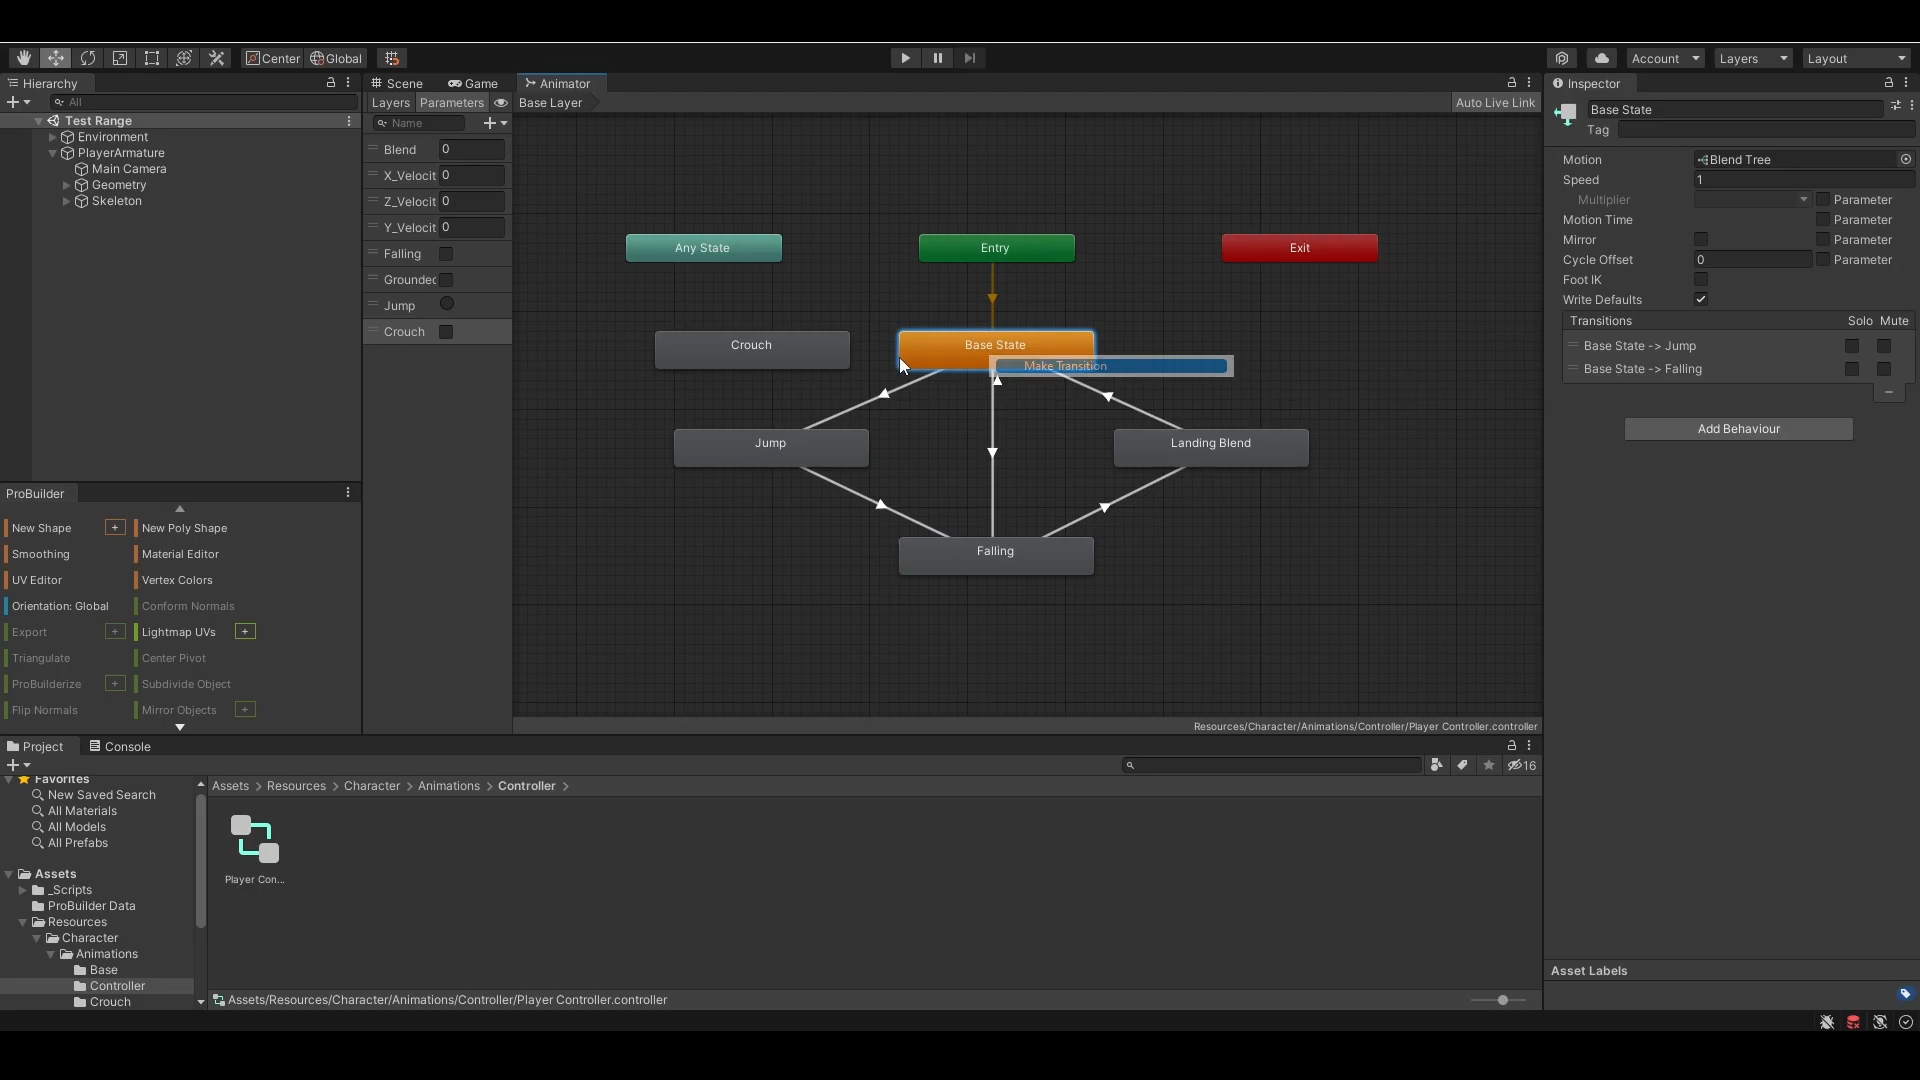 Center
Global
Account
Layers
Layout
Hierarchy
All
Test Range
Environment
PlayerArmature
Main Camera
Geometry
Skeleton
ProBuilder
New Shape
+
New Poly Shape
Smoothing
Material Editor
UV Editor
Vertex Colors
Orientation: Global
Conform Normals
Export
+
Lightmap UVs
+
Triangulate
Center Pivot
ProBuilderize
+
Subdivide Object
Flip Normals
Mirror Objects
+
Scene
Game
Animator
Layers
Parameters
Base Layer
Auto Live Link
Name
Blend
0
X_Velocit
0
Z_Velocit
0
Y_Velocit
0
Falling
Grounded
Jump
Crouch
Any State
Entry
Exit
Crouch
Base State
Make Transition
Jump
Landing Blend
Falling
Resources/Character/Animations/Controller/Player Controller.controller
Inspector
Base State
Tag
Motion
Blend Tree
Speed
1
Multiplier
Parameter
Motion Time
Parameter
Mirror
Parameter
Cycle Offset
0
Parameter
Foot IK
Write Defaults
Transitions
Solo
Mute
Base State -> Jump
Base State -> Falling
Add Behaviour
Asset Labels
Project
Console
16
Favorites
New Saved Search
All Materials
All Models
All Prefabs
Assets
_Scripts
ProBuilder Data
Resources
Character
Animations
Base
Controller
Crouch
Assets > Resources > Character > Animations > Controller >
Player Con...
Assets/Resources/Character/Animations/Controller/Player Controller.controller